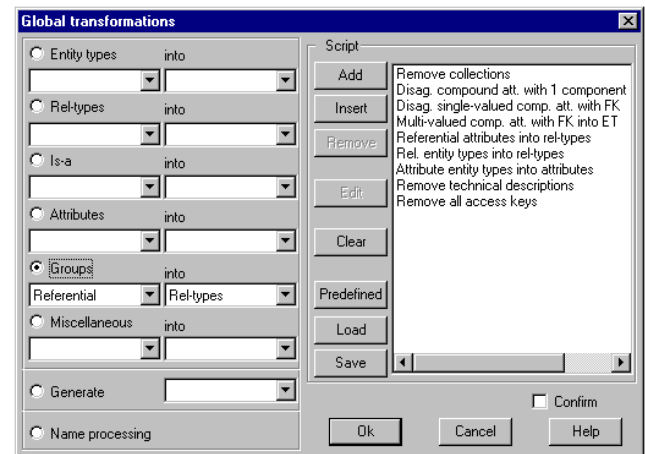 Global transformations
Entity types into
Rel-types into
Is-a into
Attributes into
Groups into
Referential Rel-types
Miscellaneous into
Generate
Name processing
Script
Add
Insert
Remove
Edit
Clear
Predefined
Load
Save
Remove collections
Disag. compound att. with 1 component
Disag. single-valued comp. att. with FK
Multi-valued comp. att. with FK into ET
Referential attributes into rel-types
Rel. entity types into rel-types
Attribute entity types into attributes
Remove technical descriptions
Remove all access keys
Confirm
Ok Cancel Help